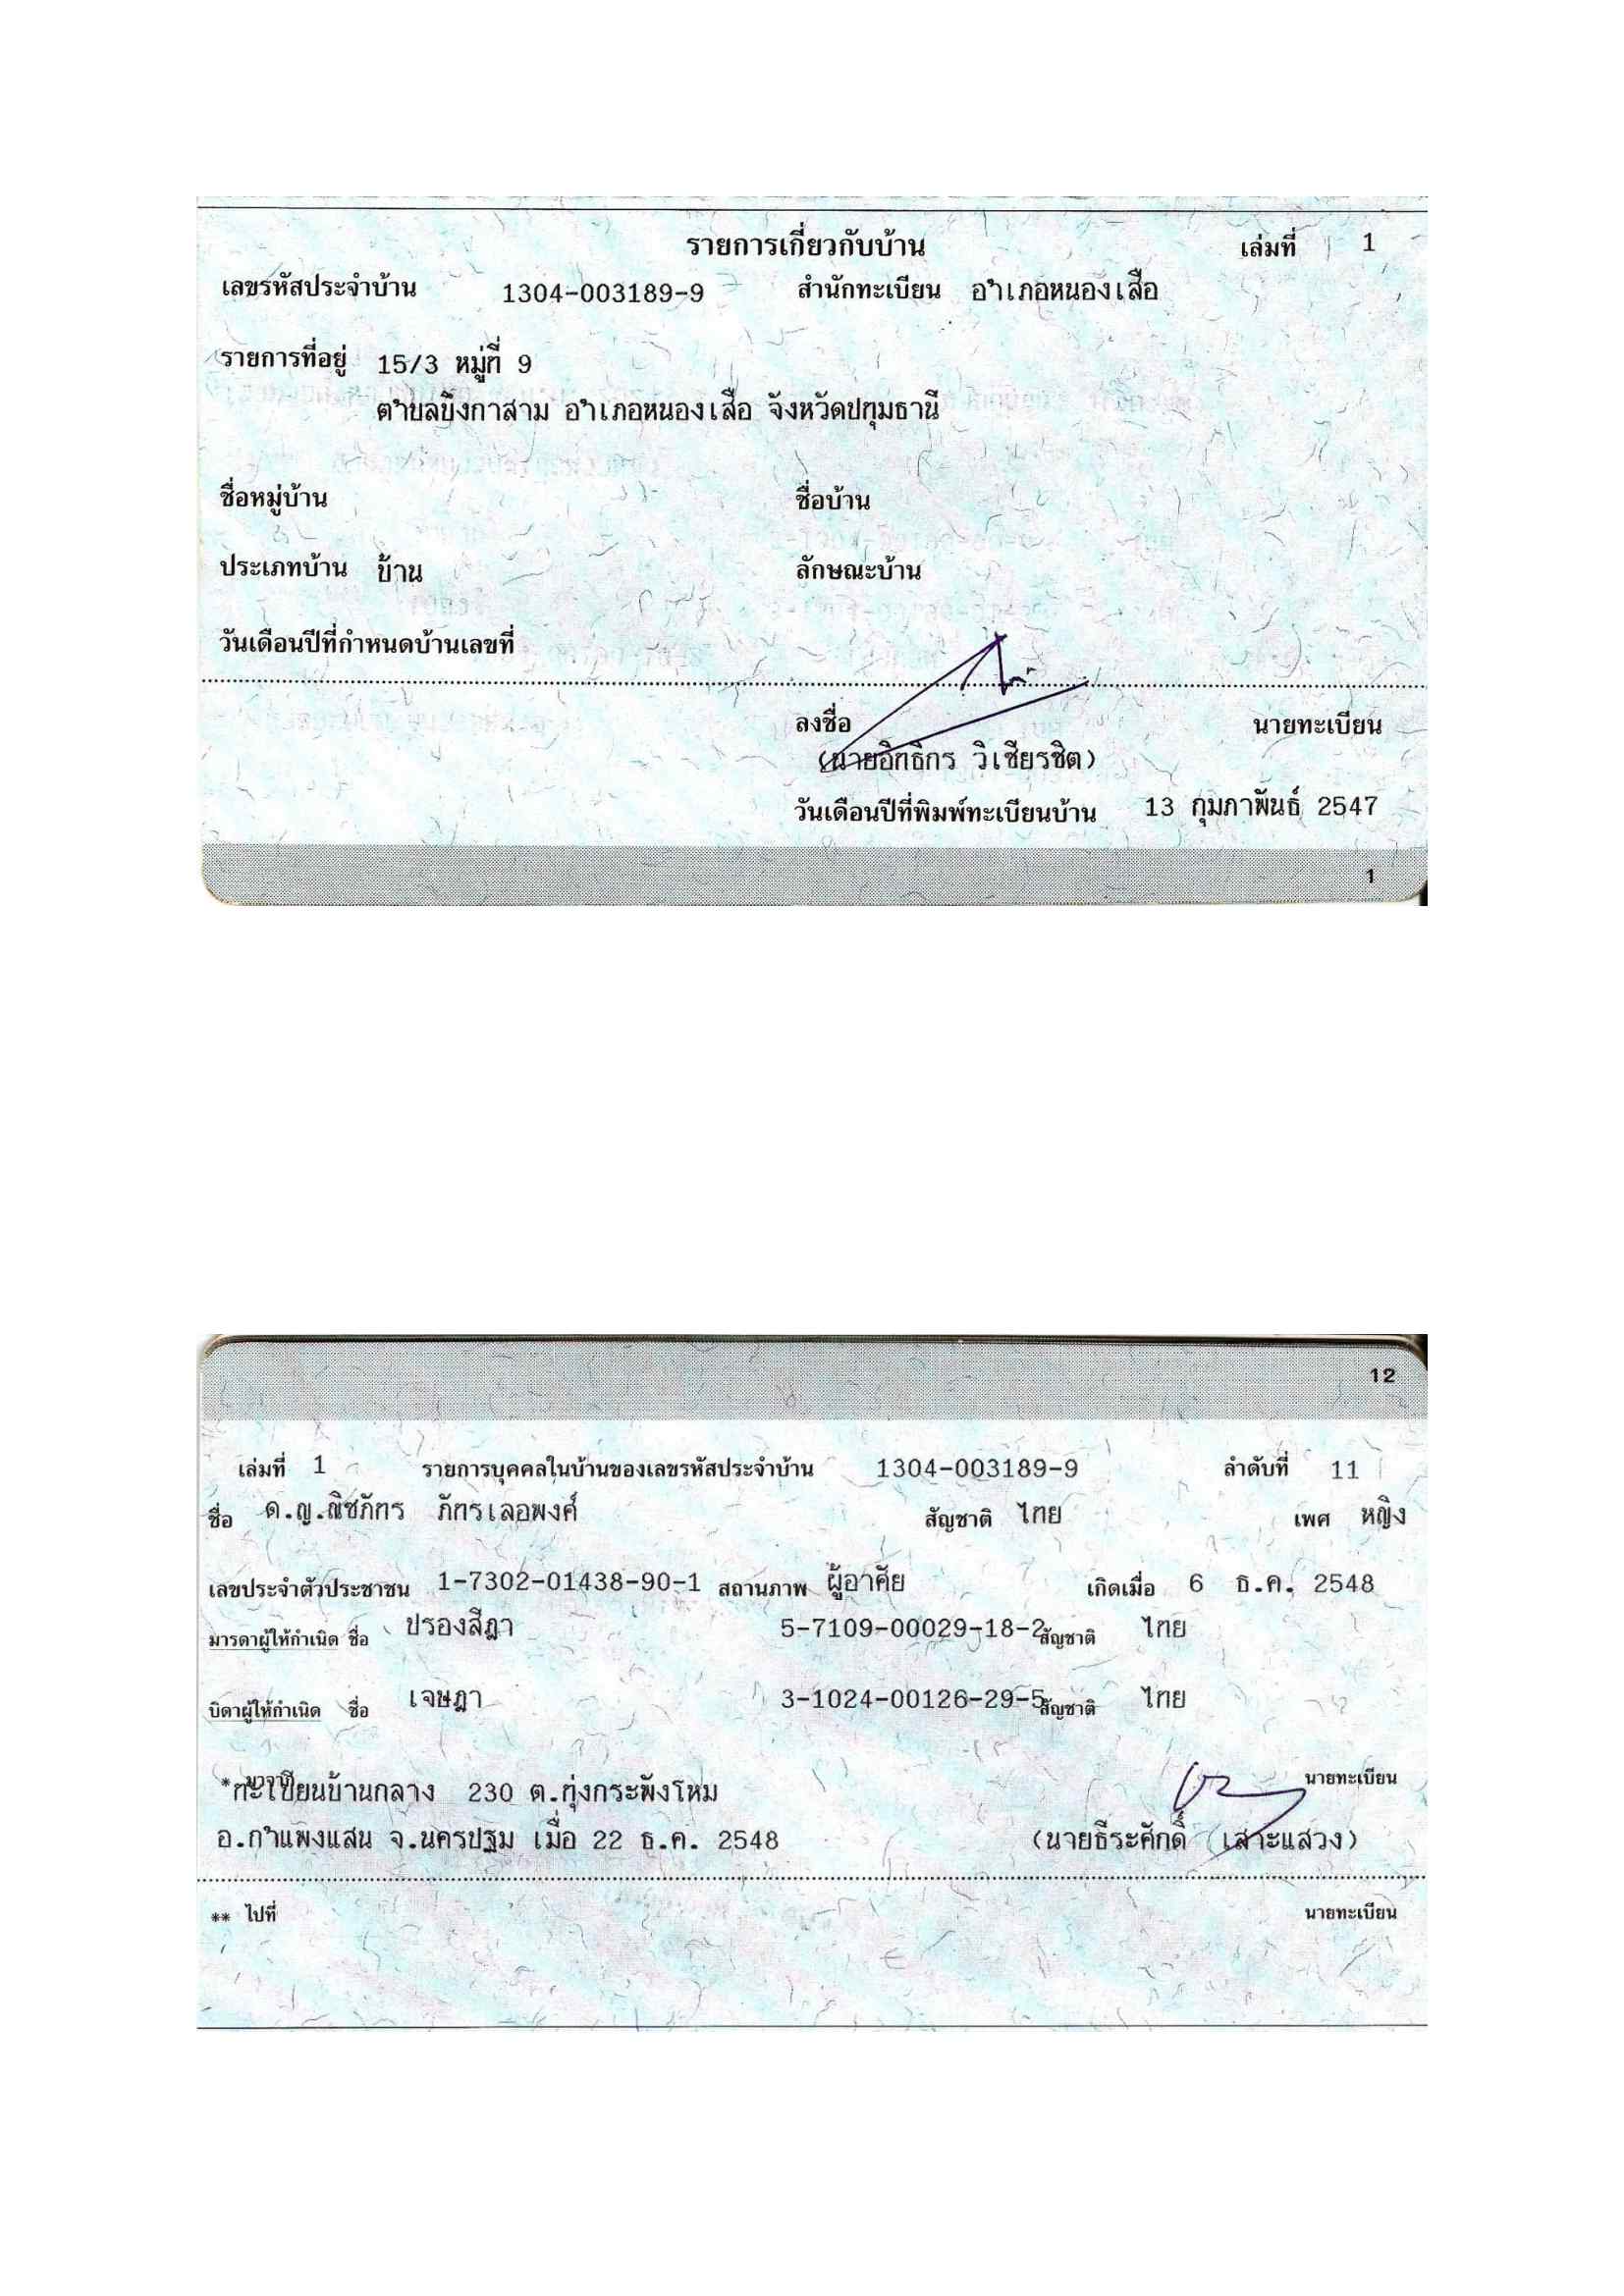 รายการเกี่ยวกับบ้าน เล่มที่ 1
เลขรหัสประจำบ้าน 1304-003189-9 สำนักทะเบียน อำเภอหนองเสือ
รายการที่อยู่ 15/3 หมู่ที่ 9
ตำบลบึงกาสาม อำเภอหนองเสือ จังหวัดปทุมธานี
ชื่อหมู่บ้าน ชื่อบ้าน
ประเภทบ้าน บ้าน ลักษณะบ้าน
วันเดือนปีที่กำหนดบ้านเลขที่
ลงชื่อ นายทะเบียน
(นายอิทธิกร วิเชียรชิต)
วันเดือนปีที่พิมพ์ทะเบียนบ้าน 13 กุมภาพันธ์ 2547
1
12
เล่มที่ 1 รายการบุคคลในบ้านของเลขรหัสประจำบ้าน 1304-003189-9 ลำดับที่ 11
ชื่อ ด.ญ.ณิชภัทร ภัทรเลอพงศ์ สัญชาติ ไทย เพศ หญิง
เลขประจำตัวประชาชน 1-7302-01438-90-1 สถานภาพ ผู้อาศัย เกิดเมื่อ 6 ธ.ค. 2548
มารดาผู้ให้กำเนิด ชื่อ ปรองสีฎา 5-7109-00029-18-2 สัญชาติ ไทย
บิดาผู้ให้กำเนิด ชื่อ เจษฎา 3-1024-00126-29-5 สัญชาติ ไทย
* มาจาก ทะเบียนบ้านกลาง 230 ต.ทุ่งกระพังโหม นายทะเบียน
อ.กำแพงแสน จ.นครปฐม เมื่อ 22 ธ.ค. 2548 (นายธีระศักดิ์ เสาะแสวง)
** ไปที่ นายทะเบียน